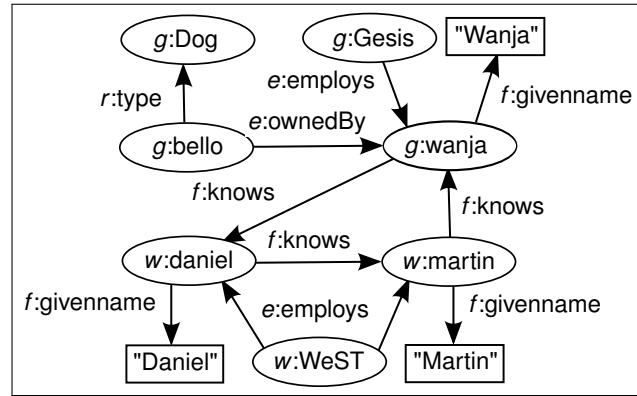 g:Dog
g:Gesis
"Wanja"
e:employs
r:type
f:givenname
e:ownedBy
g:bello
g:wanja
f:knows
f:knows
w:daniel
f:knows
w:martin
f:givenname
e:employs
f:givenname
"Daniel"
w:WeST
"Martin"